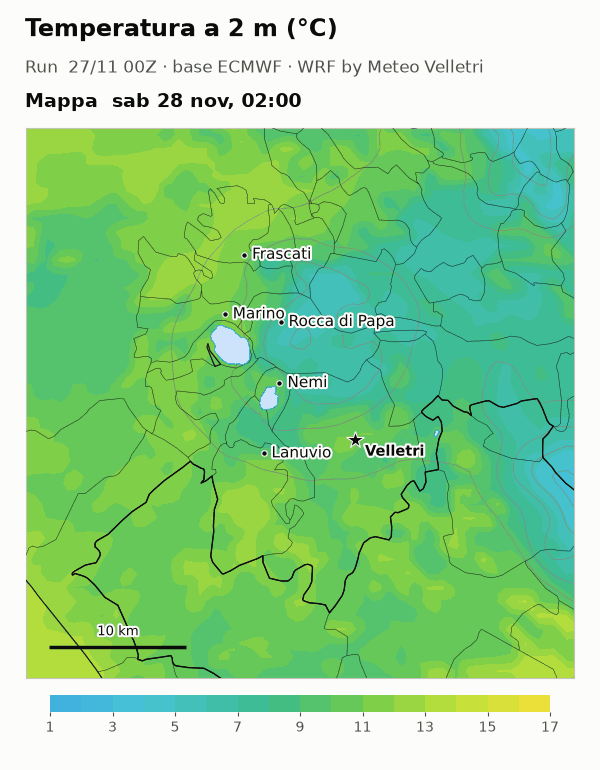 Temperatura a 2 m (°C)
Run  27/11 00Z · base ECMWF · WRF by Meteo Velletri
Mappa  sab 28 nov, 02:00
Frascati
Marino
Rocca di Papa
Nemi
Velletri
Lanuvio
10 km
1 3 5 7 9 11 13 15 17